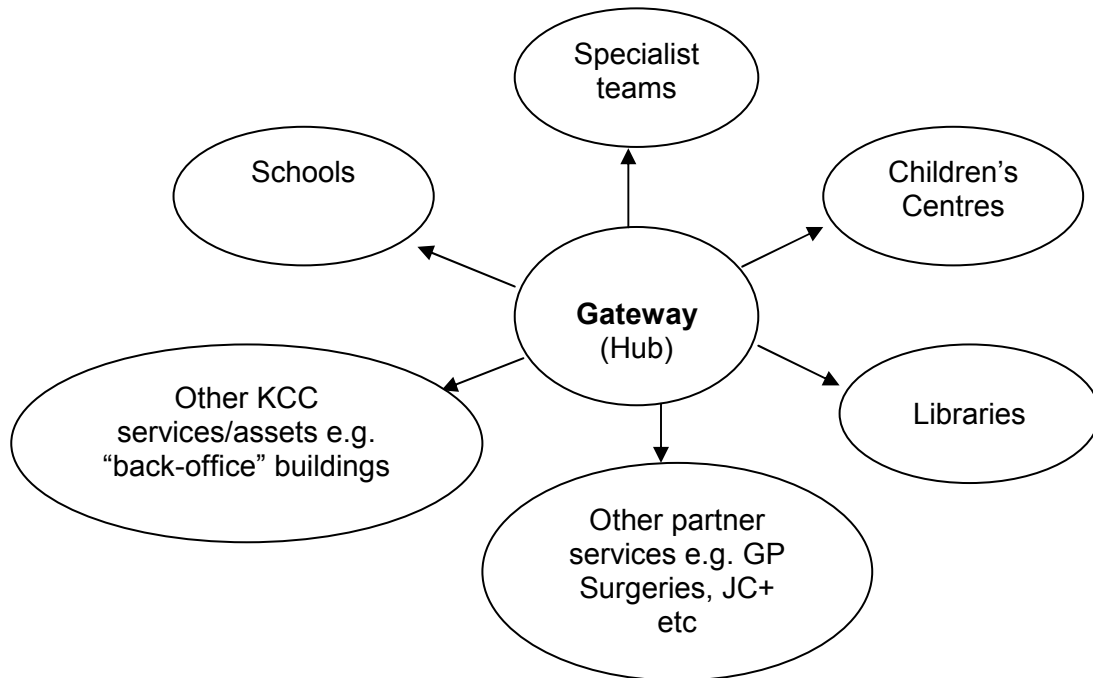 Specialist
teams
Schools
Children’s
Centres
Gateway
(Hub)
Other KCC
services/assets e.g.
“back-office” buildings
Libraries
Other partner
services e.g. GP
Surgeries, JC+
etc